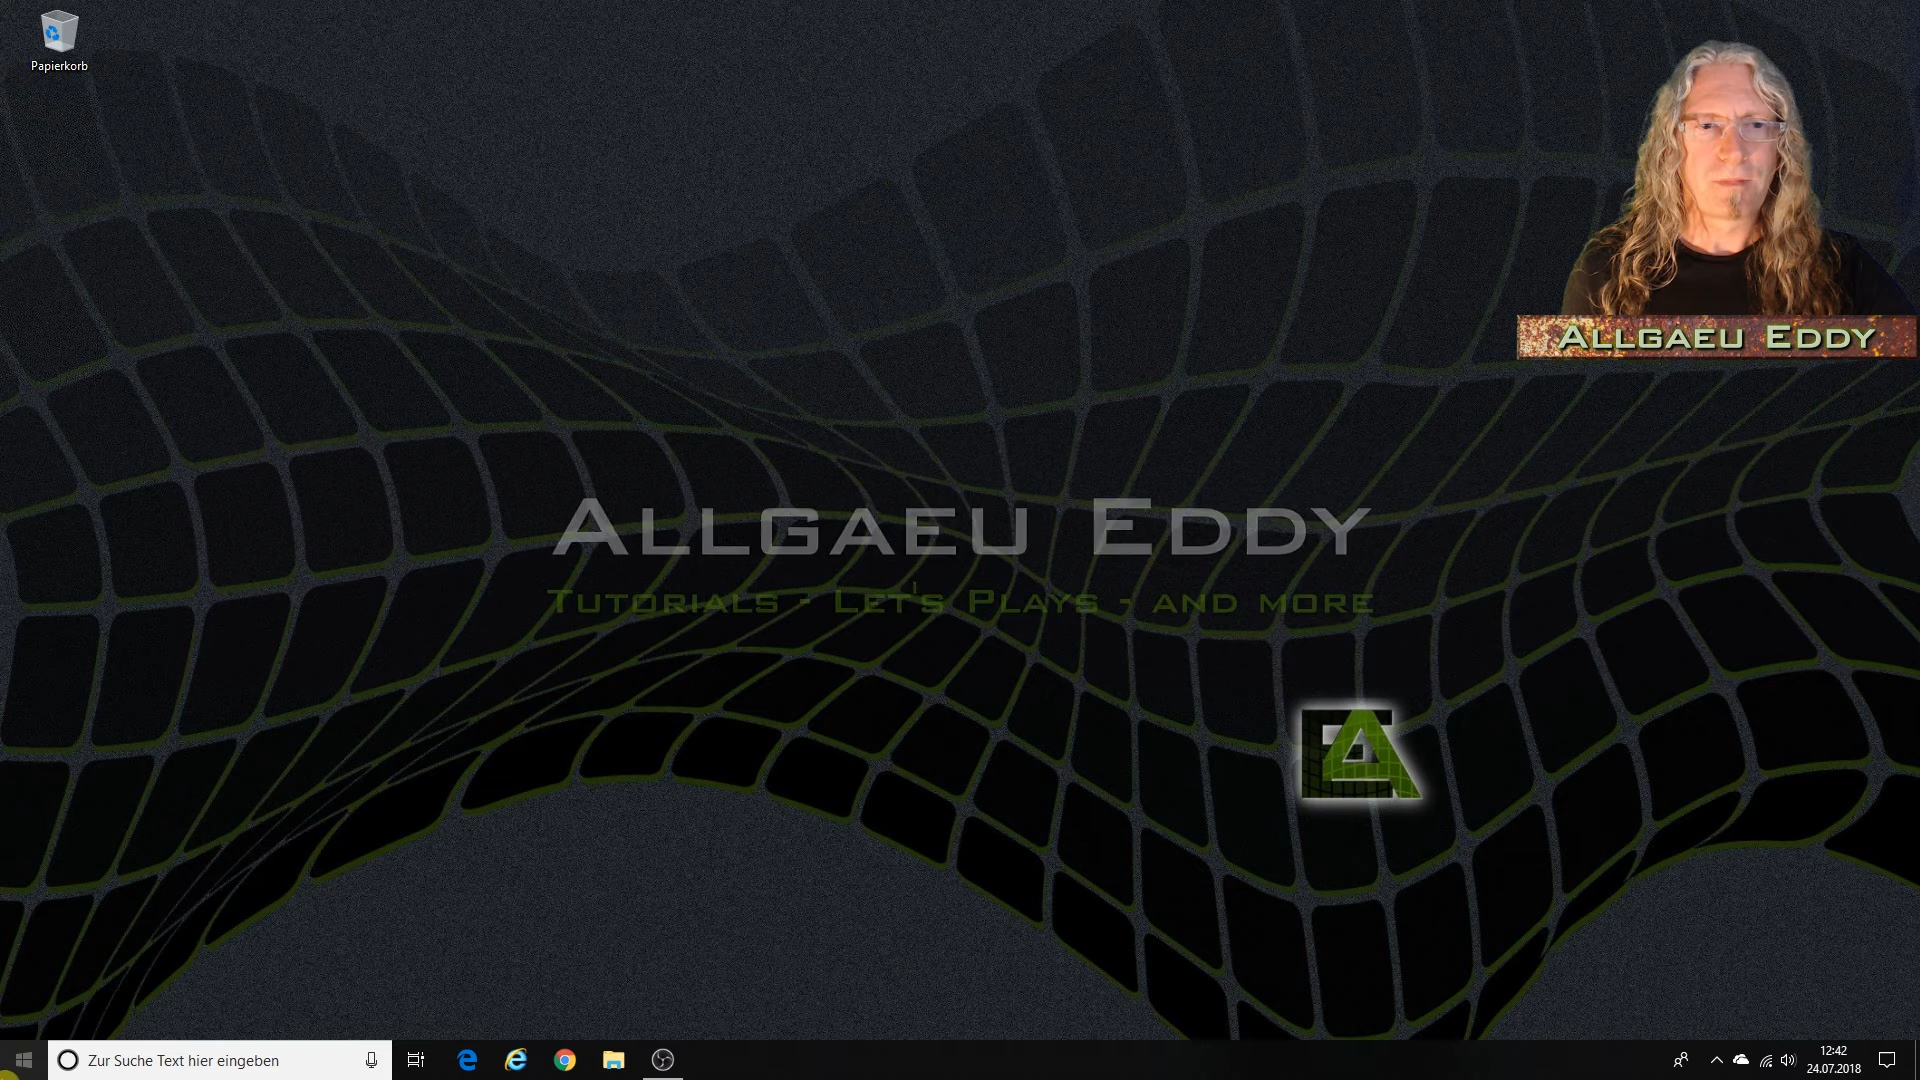 Papierkorb
Allgaeu Eddy
Allgaeu Eddy
Tutorials - Let's Plays - and more
EA
Zur Suche Text hier eingeben
12:42
24.07.2018